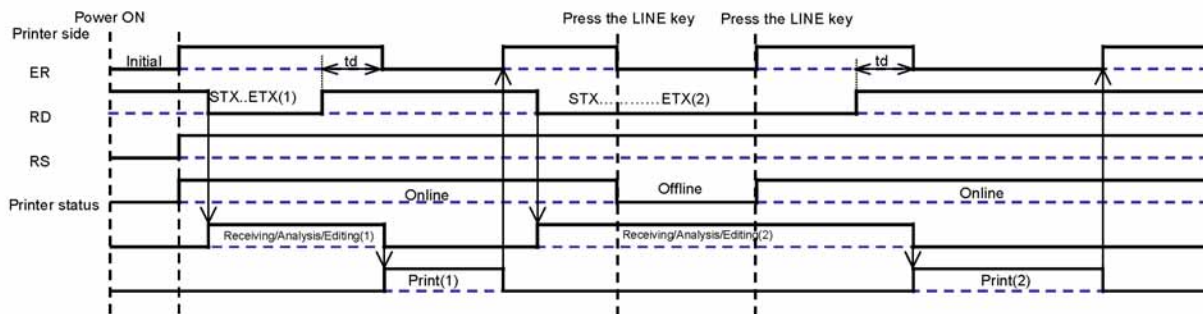 Power ON
Press the LINE key
Press the LINE key
Printer side
ER
Initial
td
td
RD
STX..ETX(1)
STX............ETX(2)
RS
Printer status
Online
Offline
Online
Receiving/Analysis/Editing(1)
Receiving/Analysis/Editing(2)
Print(1)
Print(2)